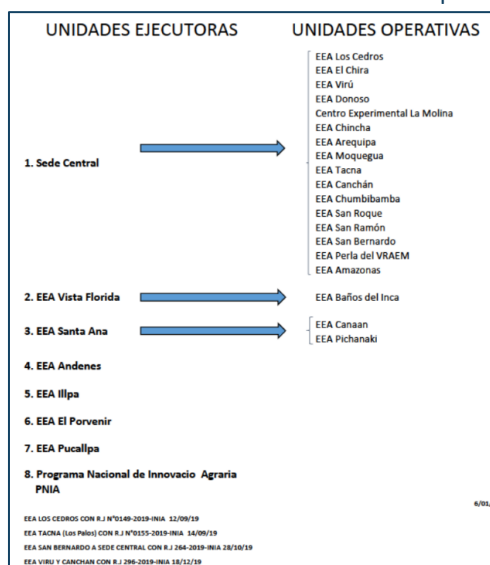 UNIDADES EJECUTORAS
UNIDADES OPERATIVAS
EEA Los Cedros
EEA El Chira
EEA Virú
EEA Donoso
Centro Experimental La Molina
EEA Chincha
EEA Arequipa
EEA Moquegua
1. Sede Central
EEA Tacna
EEA Canchán
EEA Chumbibamba
EEA San Roque
EEA San Ramón
EEA San Bernardo
EEA Perla del VRAEM
EEA Amazonas
2. EEA Vista Florida
EEA Baños del Inca
3. EEA Santa Ana
EEA Canaan
EEA Pichanaki
4. EEA Andenes
5. EEA Illpa
6. EEA El Porvenir
7. EEA Pucallpa
8. Programa Nacional de Innovacio Agraria
PNIA
6/01,
EEA LOS CEDROS CON R.J N°0149-2019-INIA 12/09/19
EEA TACNA (Los Palos) CON R.J N°0155-2019-INIA 14/09/19
EEA SAN BERNARDO A SEDE CENTRAL CON R.J 264-2019-INIA 28/10/19
EEA VIRU Y CANCHAN CON R.J 296-2019-INIA 18/12/19